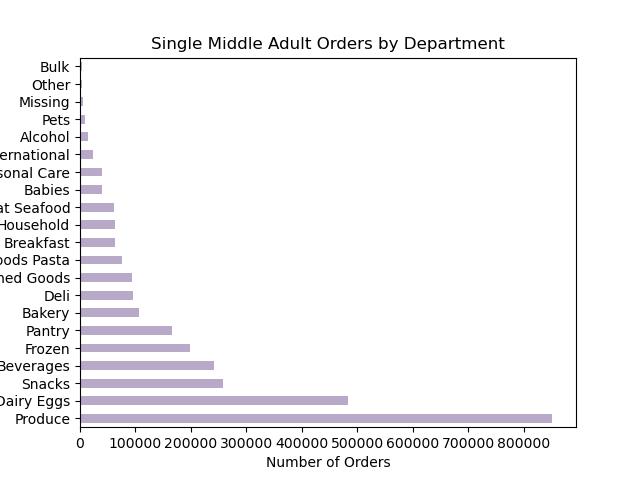 Single Middle Adult Orders by Department
Bulk
Other
Missing
Pets
Alcohol
ernational
sonal Care
Babies
at Seafood
Household
Breakfast
oods Pasta
ned Goods
Deli
Bakery
Pantry
Frozen
Beverages
Snacks
Dairy Eggs
Produce
0 100000 200000 300000 400000 500000 600000 700000 800000
Number of Orders